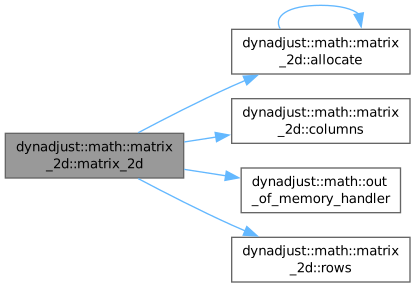 dynadjust::math::matrix
_2d::matrix_2d
dynadjust::math::matrix
_2d::allocate
dynadjust::math::matrix
_2d::columns
dynadjust::math::out
_of_memory_handler
dynadjust::math::matrix
_2d::rows